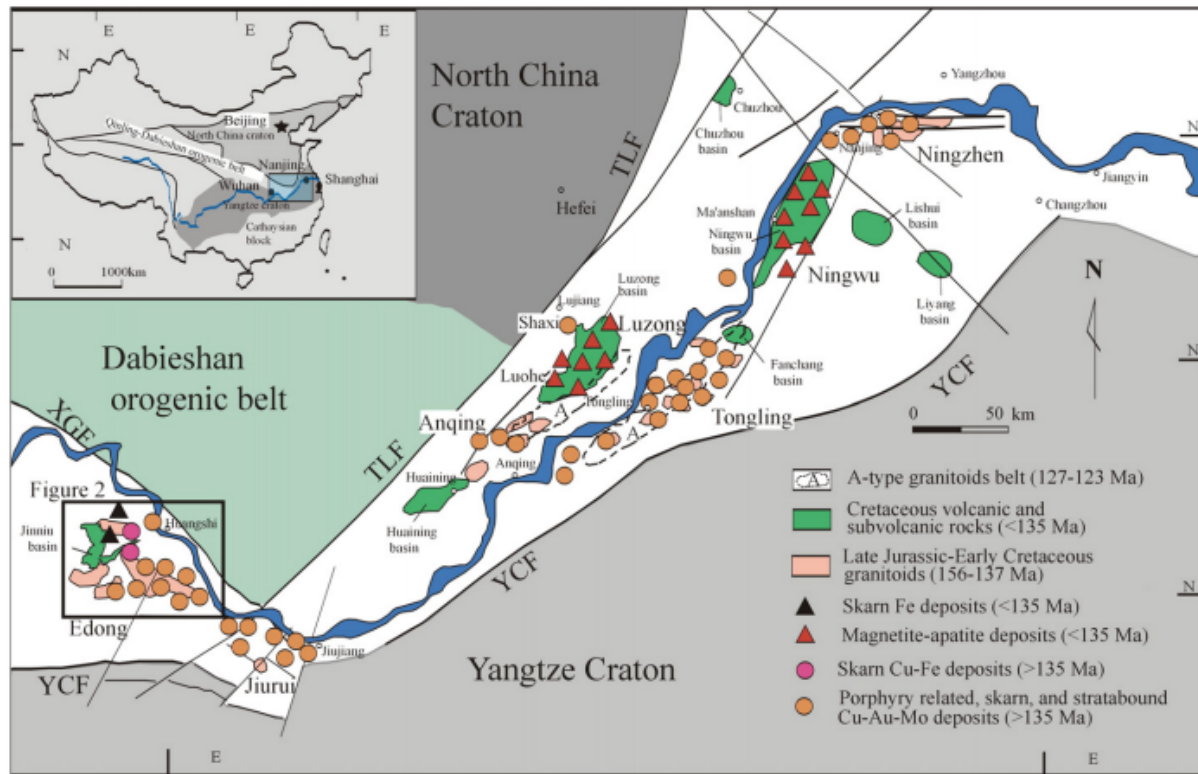 E
E
E
N
N
N
N
Beijing
North China craton
Qinling-Dabieshan orogenic belt
Nanjing
Wuhan
Shanghai
Yangtze craton
Cathaysian
block
0 1000km
North China
Craton
TLF
Hefei
Chuzhou
Chuzhou
basin
Yangzhou
Nanjing
Ningzhen
N
Jiangyin
Changzhou
Ma'anshan
Ningwu
basin
Ningwu
Lishui
basin
Liyang
basin
N
Luzong
basin
Lujiang
Shaxi
Luzong
Luohe
Tongling
A
Fanchang
basin
YCF
Dabieshan
orogenic belt
XGF
TLF
Anqing
Anqing
A
Tongling
Huaining
Huaining
basin
0 50 km
N
Figure 2
Jinniu
basin
Huangshi
Edong
YCF
YCF
Jiujiang
Jiurui
Yangtze Craton
A A-type granitoids belt (127-123 Ma)
Cretaceous volcanic and
subvolcanic rocks (<135 Ma)
Late Jurassic-Early Cretaceous
granitoids (156-137 Ma)
Skarn Fe deposits (<135 Ma)
Magnetite-apatite deposits (<135 Ma)
Skarn Cu-Fe deposits (>135 Ma)
Porphyry related, skarn, and stratabound
Cu-Au-Mo deposits (>135 Ma)
N
E
E